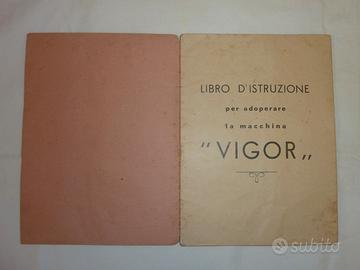 LIBRO D'ISTRUZIONE
per adoperare
la macchina
"VIGOR„
subito